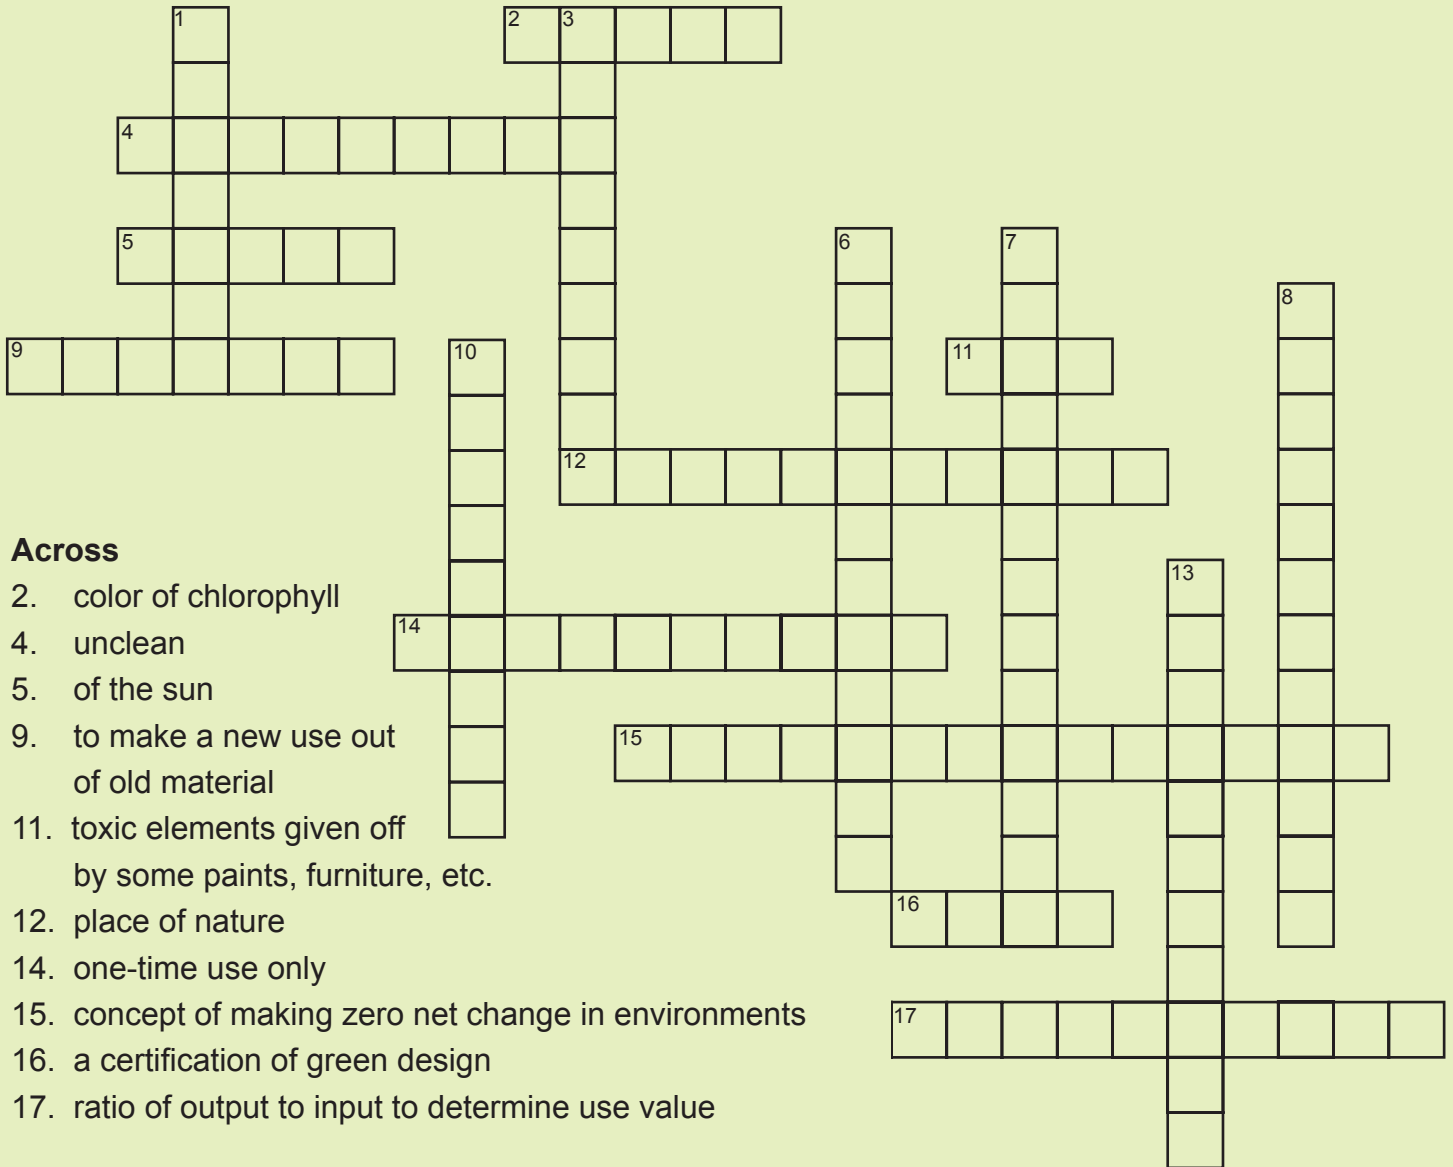 1
2 3
4
5
6 7
8
9 10 11
12
13
14
15
16
17
Across
2. color of chlorophyll
4. unclean
5. of the sun
9. to make a new use out
of old material
11. toxic elements given off
by some paints, furniture, etc.
12. place of nature
14. one-time use only
15. concept of making zero net change in environments
16. a certification of green design
17. ratio of output to input to determine use value